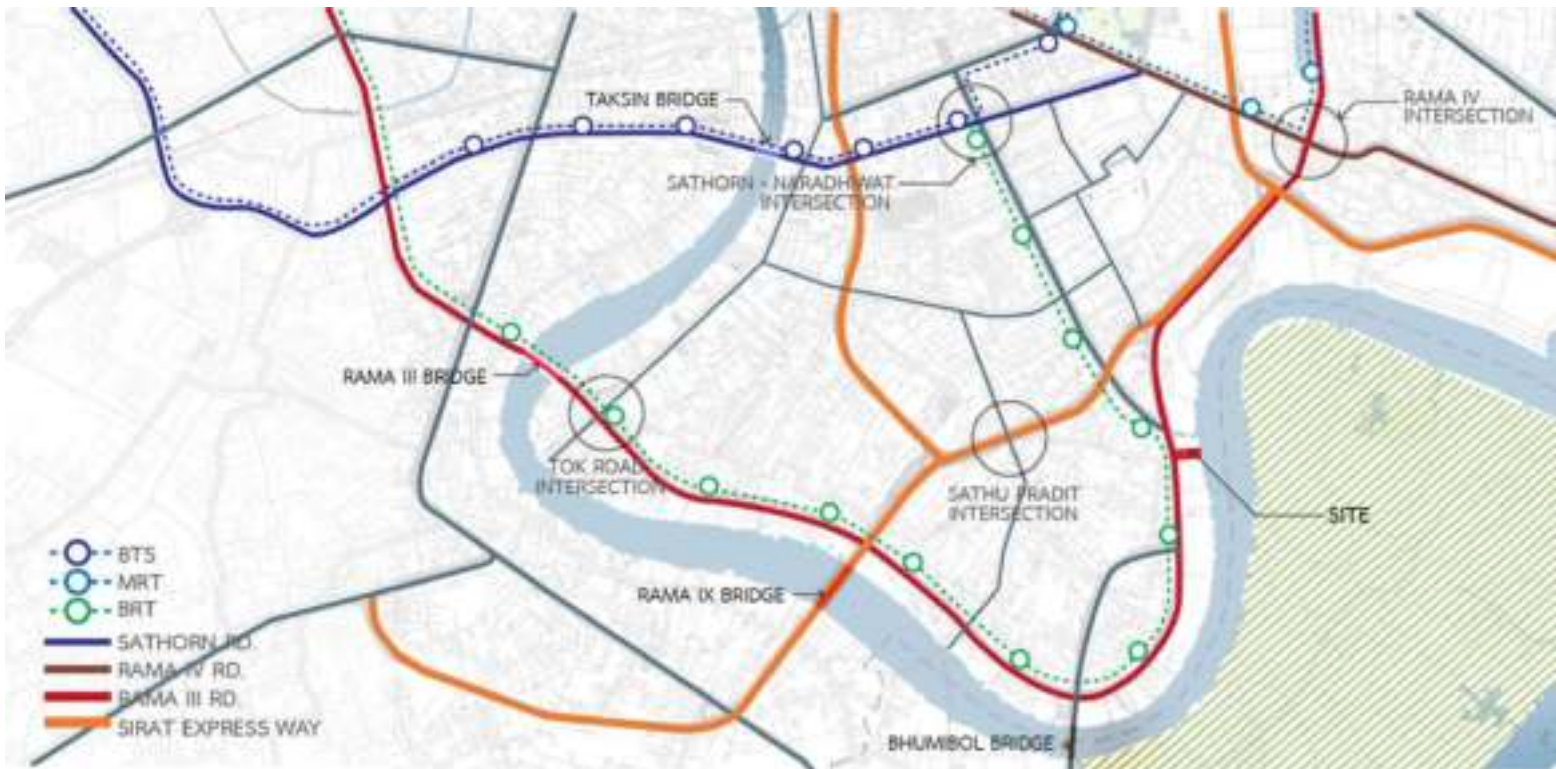 TAKSIN BRIDGE
RAMA IV
INTERSECTION
SATHORN - NARADHIWAT
INTERSECTION
RAMA III BRIDGE
TOK ROAD
INTERSECTION
SATHU PRADIT
INTERSECTION
SITE
RAMA IX BRIDGE
BHUMIBOL BRIDGE
BTS
MRT
BRT
SATHORN RD.
RAMA IV RD.
RAMA III RD.
SIRAT EXPRESS WAY